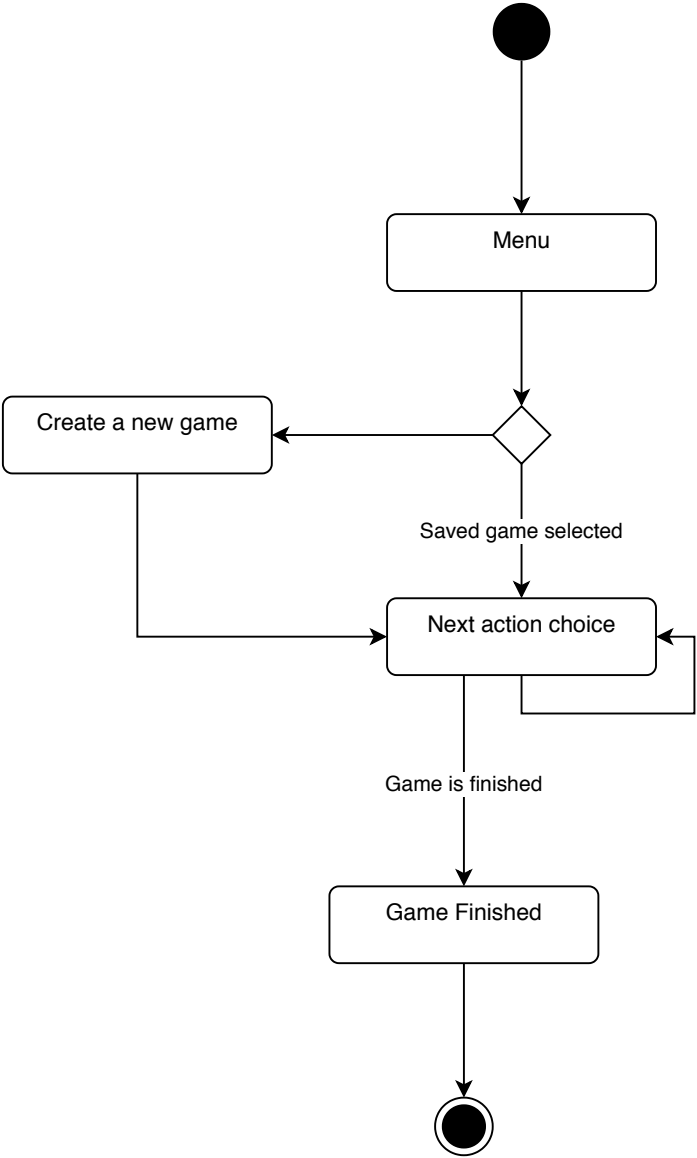 Menu
Create a new game
Saved game selected
Next action choice
Game is finished
Game Finished